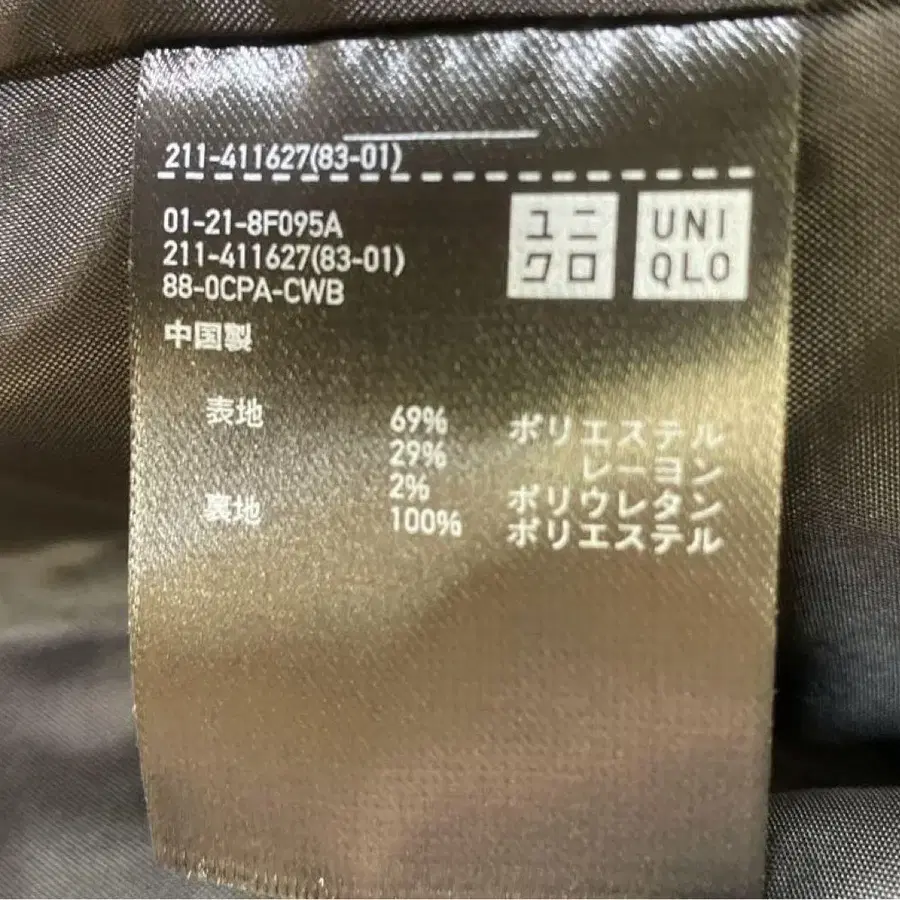 211-411627(83-01)
01-21-8F095A
211-411627(83-01)
88-0CPA-CWB
中国製
ユニ
クロ
UNI
QLO
表地 69% ポリエステル
29% レーヨン
2% ポリウレタン
裏地 100% ポリエステル